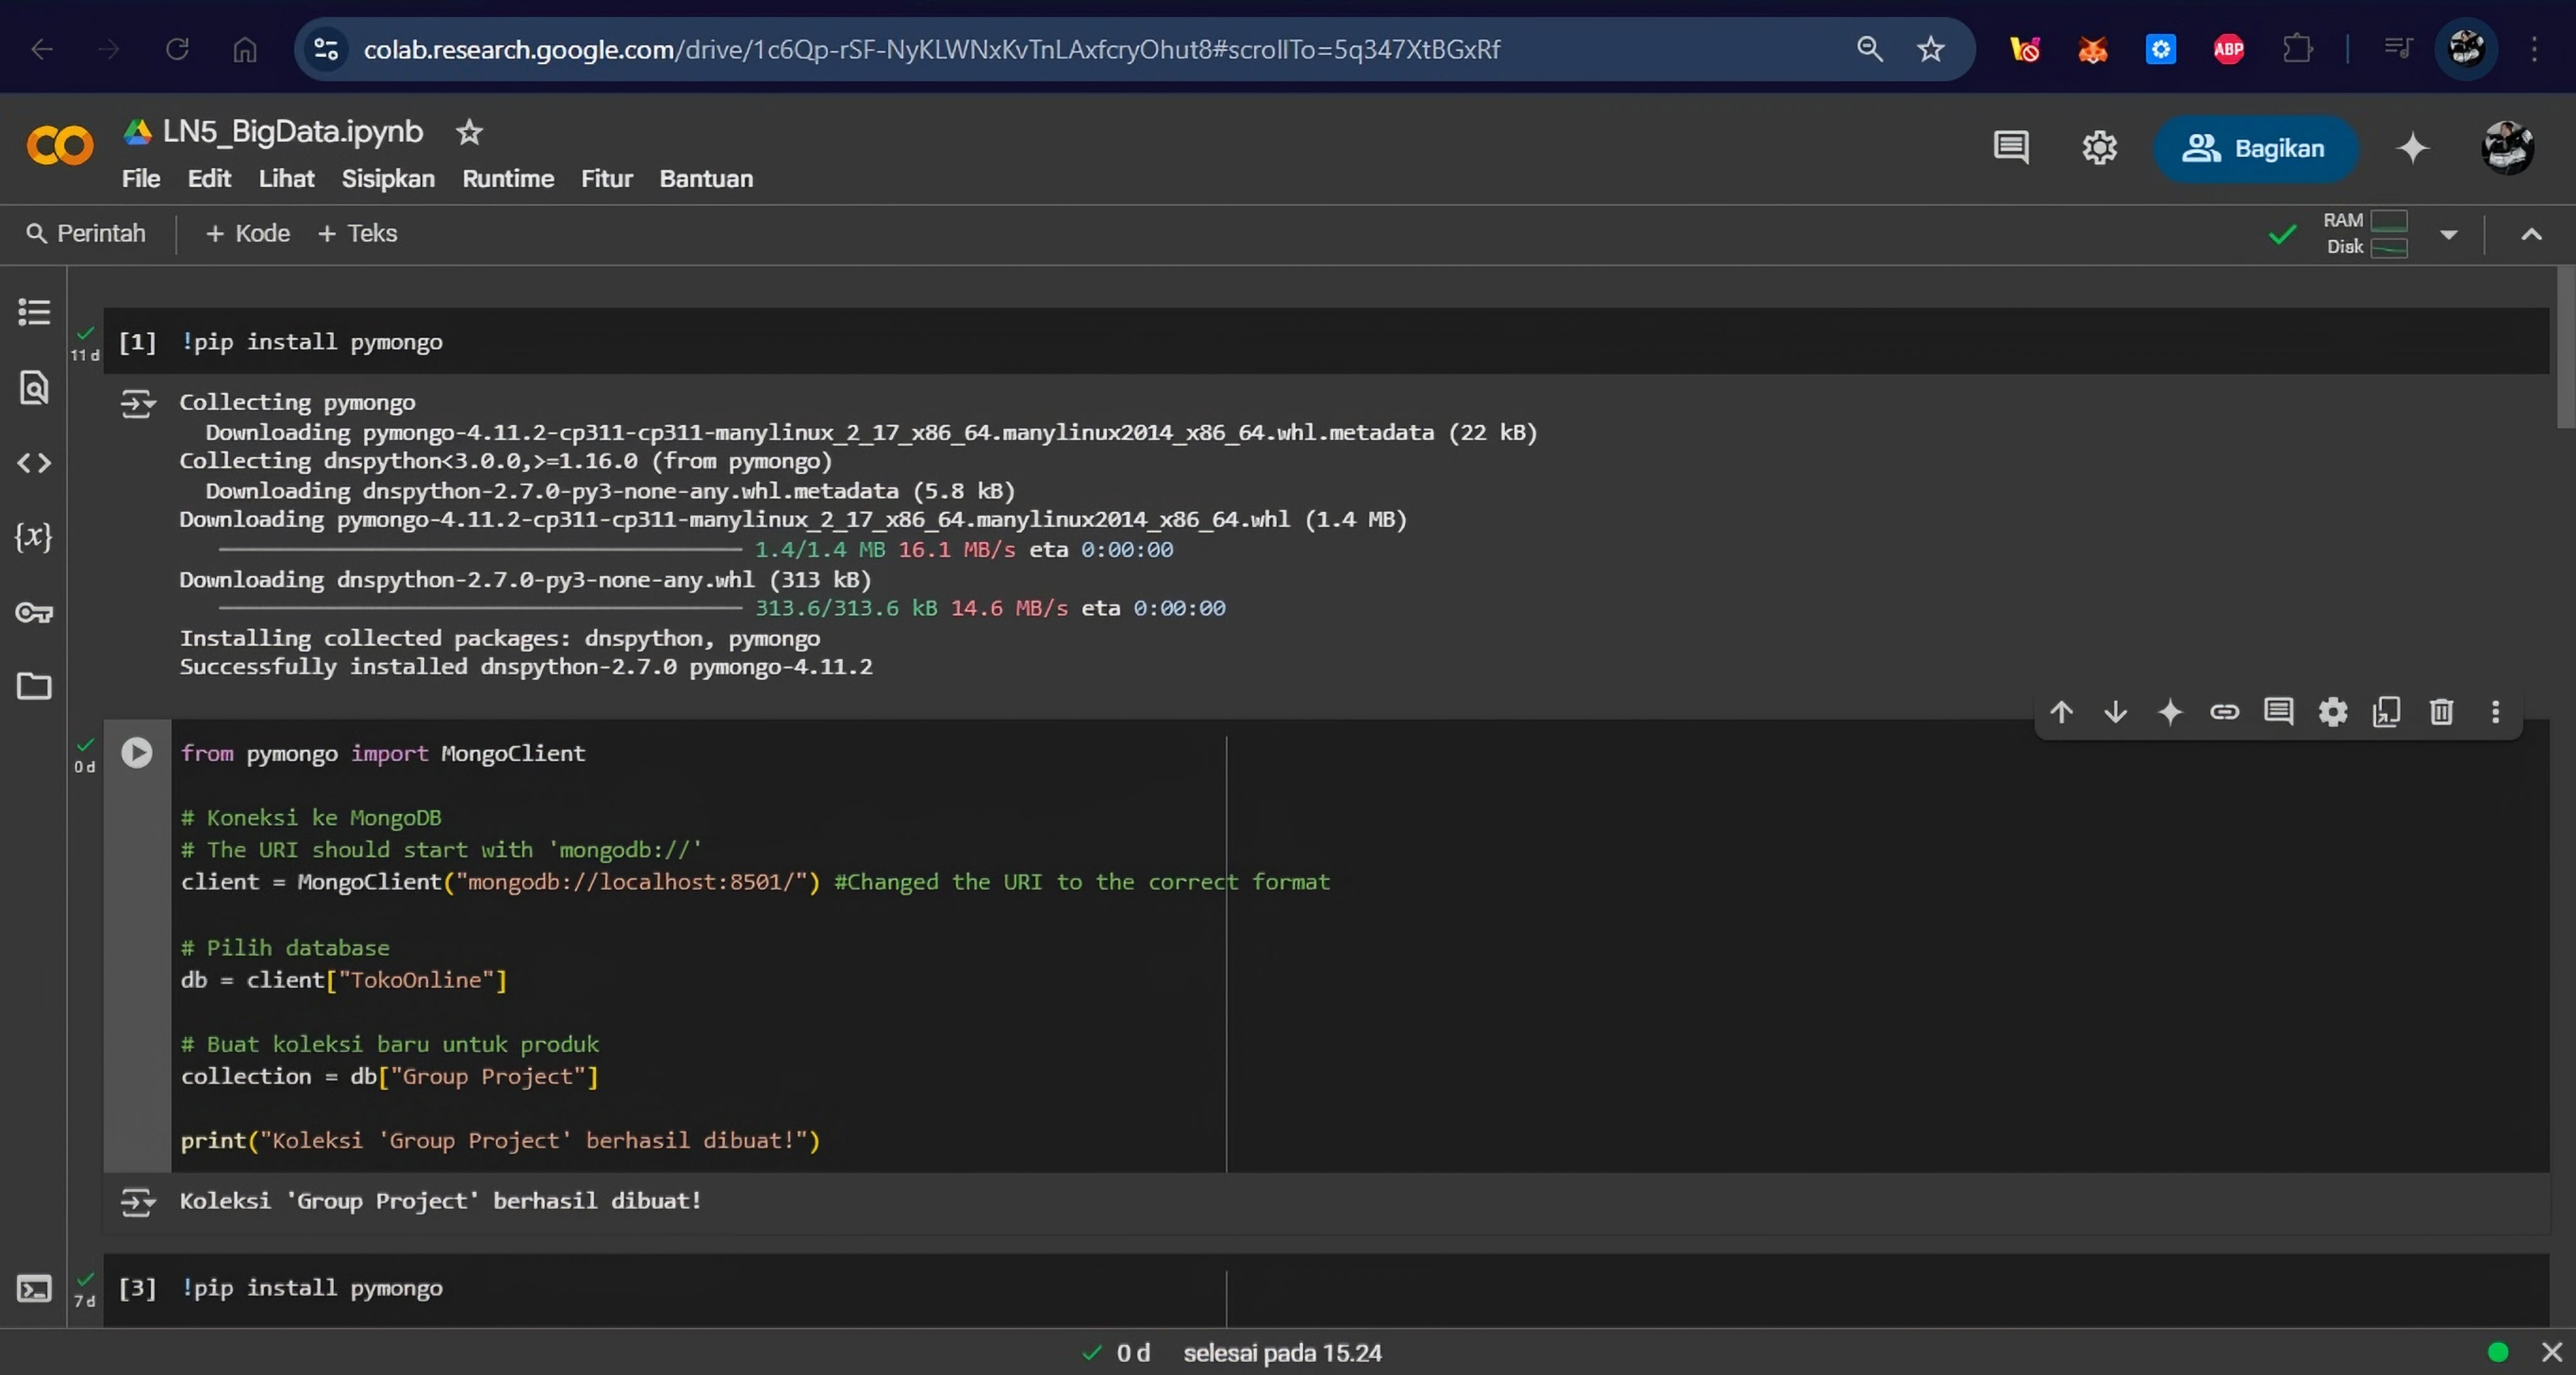 colab.research.google.com/drive/1c6Qp-rSF-NyKLWNxKvTnLAxfcryOhut8#scrollTo=5q347XtBGxRf
ABP
LN5_BigData.ipynb
File Edit Lihat Sisipkan Runtime Fitur Bantuan
Bagikan
Perintah + Kode + Teks
RAM
Disk
[1] !pip install pymongo
11 d
Collecting pymongo
  Downloading pymongo-4.11.2-cp311-cp311-manylinux_2_17_x86_64.manylinux2014_x86_64.whl.metadata (22 kB)
Collecting dnspython<3.0.0,>=1.16.0 (from pymongo)
  Downloading dnspython-2.7.0-py3-none-any.whl.metadata (5.8 kB)
Downloading pymongo-4.11.2-cp311-cp311-manylinux_2_17_x86_64.manylinux2014_x86_64.whl (1.4 MB)
1.4/1.4 MB 16.1 MB/s eta 0:00:00
Downloading dnspython-2.7.0-py3-none-any.whl (313 kB)
313.6/313.6 kB 14.6 MB/s eta 0:00:00
Installing collected packages: dnspython, pymongo
Successfully installed dnspython-2.7.0 pymongo-4.11.2
0 d
from pymongo import MongoClient
# Koneksi ke MongoDB
# The URI should start with 'mongodb://'
client = MongoClient("mongodb://localhost:8501/") #Changed the URI to the correct format
# Pilih database
db = client["TokoOnline"]
# Buat koleksi baru untuk produk
collection = db["Group Project"]
print("Koleksi 'Group Project' berhasil dibuat!")
Koleksi 'Group Project' berhasil dibuat!
[3] !pip install pymongo
7 d
0 d selesai pada 15.24